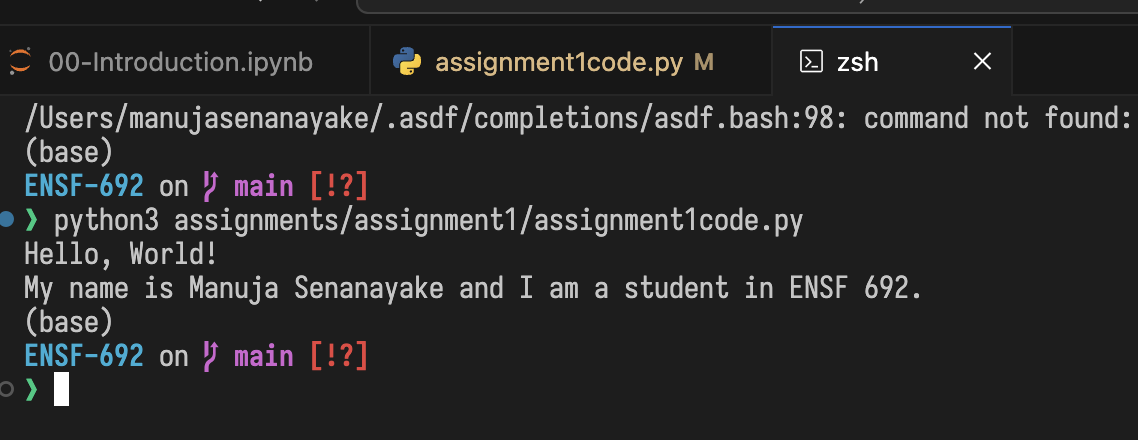 00-Introduction.ipynb assignment1code.py M zsh
/Users/manujasenanayake/.asdf/completions/asdf.bash:98: command not found:
(base)
ENSF-692 on main [!?]
❯ python3 assignments/assignment1/assignment1code.py
Hello, World!
My name is Manuja Senanayake and I am a student in ENSF 692.
(base)
ENSF-692 on main [!?]
❯